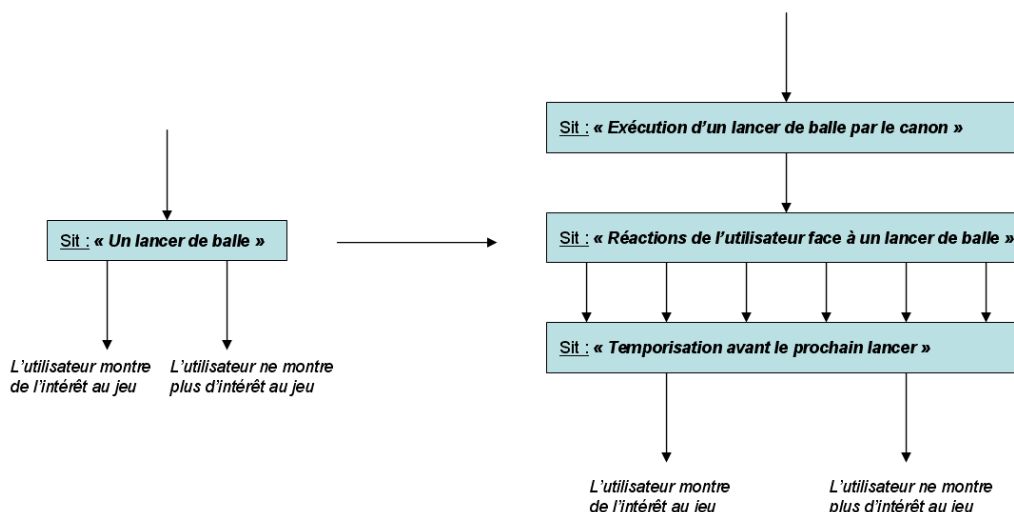 Sit : « Un lancer de balle »
L'utilisateur montre
de l'intérêt au jeu
L'utilisateur ne montre
plus d'intérêt au jeu
Sit : « Exécution d'un lancer de balle par le canon »
Sit : « Réactions de l'utilisateur face à un lancer de balle »
Sit : « Temporisation avant le prochain lancer »
L'utilisateur montre
de l'intérêt au jeu
L'utilisateur ne montre
plus d'intérêt au jeu